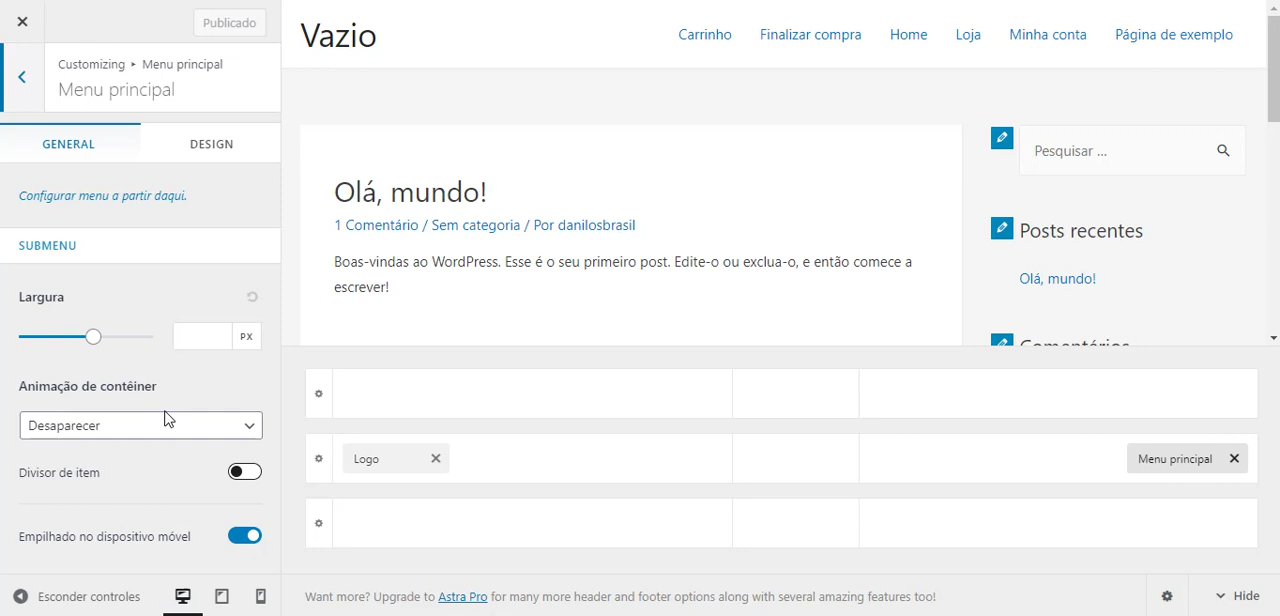 Publicado
Customizing ▸ Menu principal
Menu principal
GENERAL
DESIGN
Configurar menu a partir daqui.
SUBMENU
Largura
PX
Animação de contêiner
Desaparecer
Divisor de item
Empilhado no dispositivo móvel
Esconder controles
Vazio
Carrinho
Finalizar compra
Home
Loja
Minha conta
Página de exemplo
Olá, mundo!
1 Comentário / Sem categoria / Por danilosbrasil
Boas-vindas ao WordPress. Esse é o seu primeiro post. Edite-o ou exclua-o, e então comece a
escrever!
Pesquisar ...
Posts recentes
Olá, mundo!
Comentários
Logo
Menu principal
Want more? Upgrade to Astra Pro for many more header and footer options along with several amazing features too!
Hide